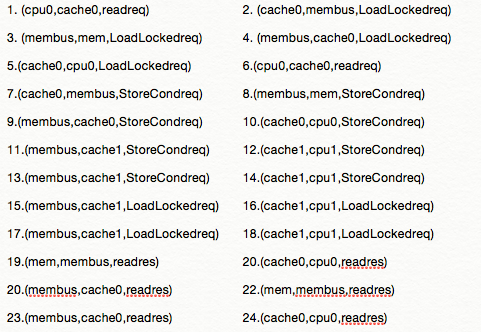 1. (cpu0,cache0,readreq) 2. (cache0,membus,LoadLockedreq)
3. (membus,mem,LoadLockedreq) 4. (membus,cache0,LoadLockedreq)
5.(cache0,cpu0,LoadLockedreq) 6.(cpu0,cache0,readreq)
7.(cache0,membus,StoreCondreq) 8.(membus,mem,StoreCondreq)
9.(membus,cache0,StoreCondreq) 10.(cache0,cpu0,StoreCondreq)
11.(membus,cache1,StoreCondreq) 12.(cache1,cpu1,StoreCondreq)
13.(membus,cache1,StoreCondreq) 14.(cache1,cpu1,StoreCondreq)
15.(membus,cache1,LoadLockedreq) 16.(cache1,cpu1,LoadLockedreq)
17.(membus,cache1,LoadLockedreq) 18.(cache1,cpu1,LoadLockedreq)
19.(mem,membus,readres) 20.(cache0,cpu0,readres)
20.(membus,cache0,readres) 22.(mem,membus,readres)
23.(membus,cache0,readres) 24.(cache0,cpu0,readres)